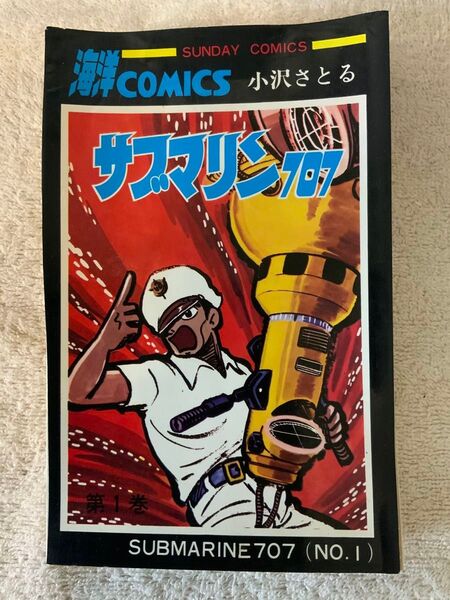 SUNDAY COMICS
海洋COMICS 小沢さとる
サブマリン707
第1巻
SUBMARINE707 (NO.1)